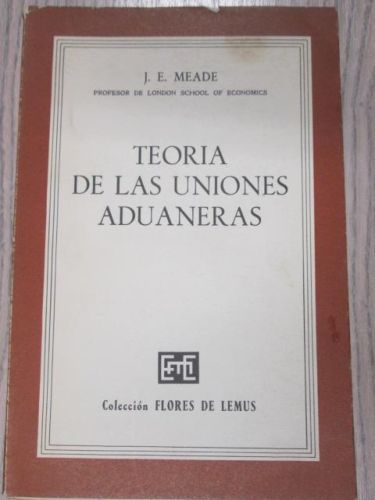 J. E. MEADE
PROFESOR DE LONDON SCHOOL OF ECONOMICS
TEORIA
DE LAS UNIONES
ADUANERAS
Colección FLORES DE LEMUS